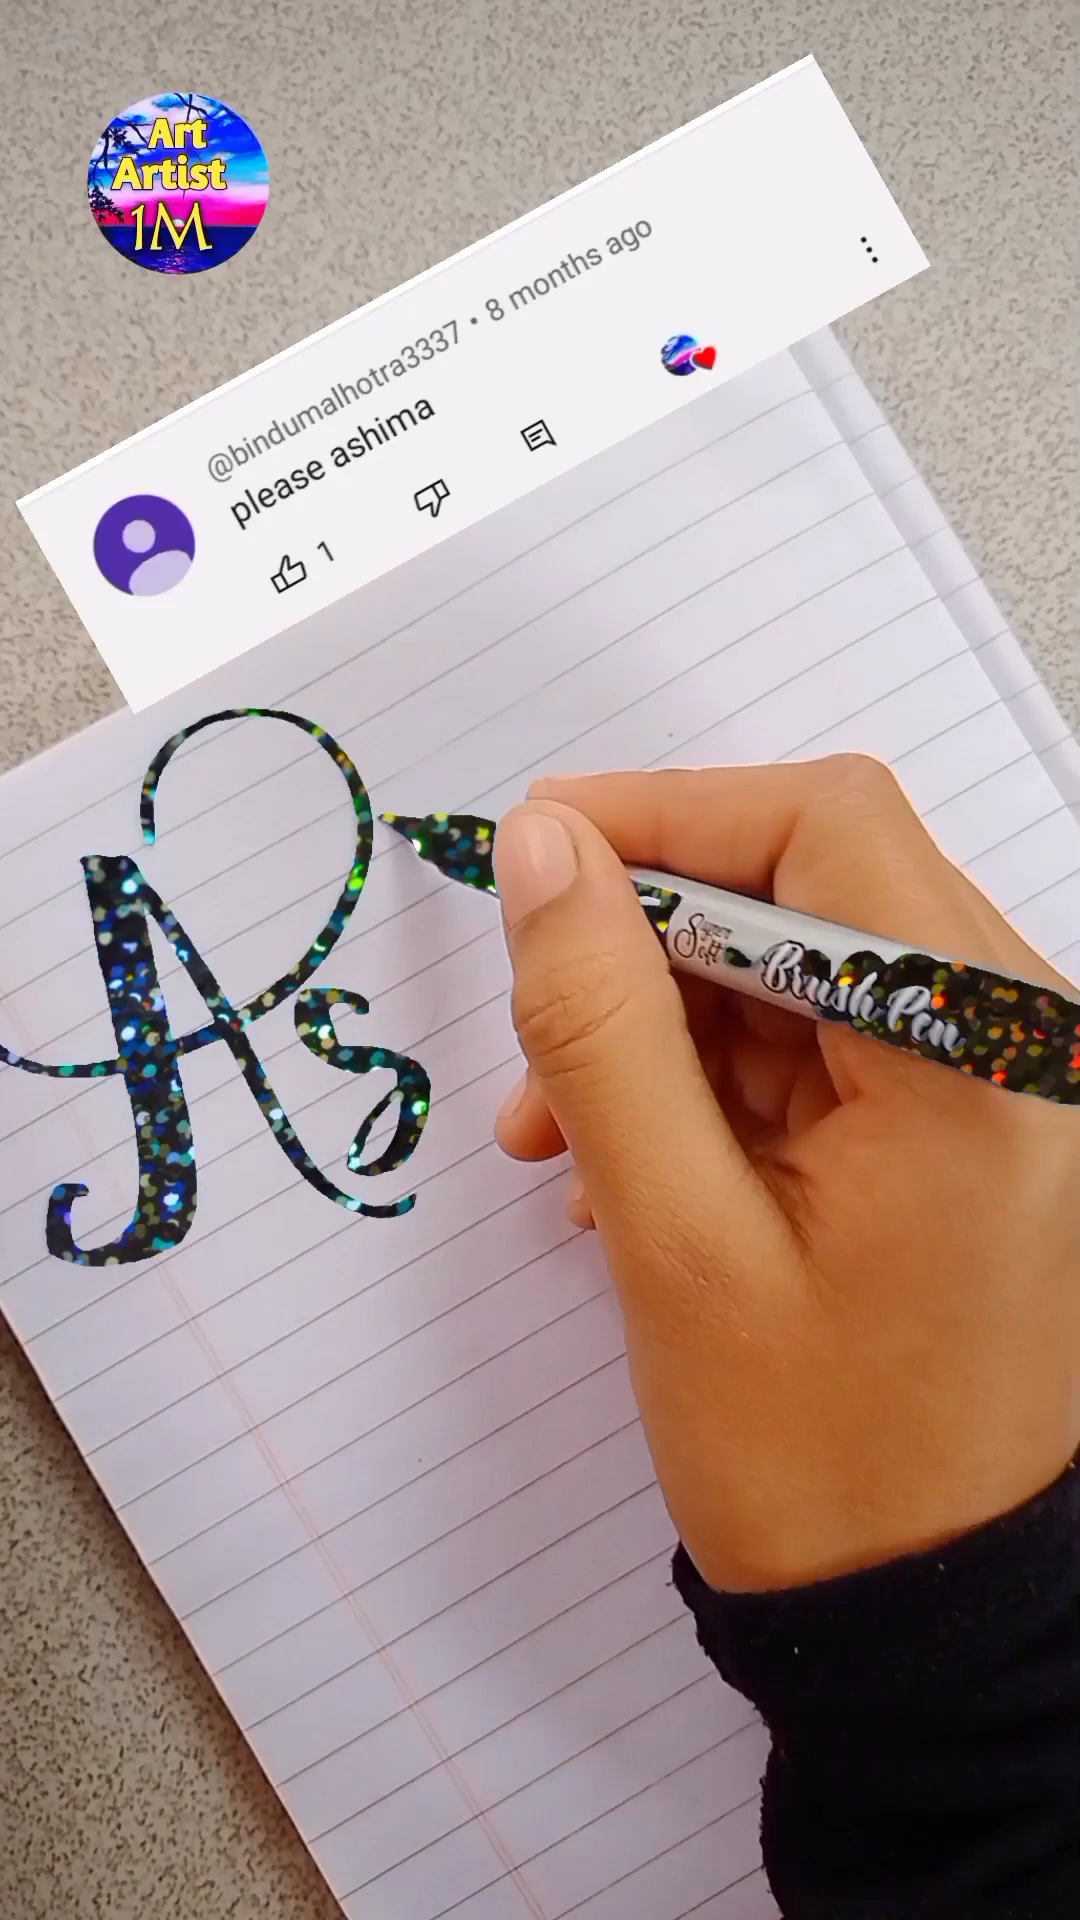 Art
Artist
1M
@bindumalhotra3337 • 8 months ago
please ashima
1
As
Super
Soft
Brush Pen